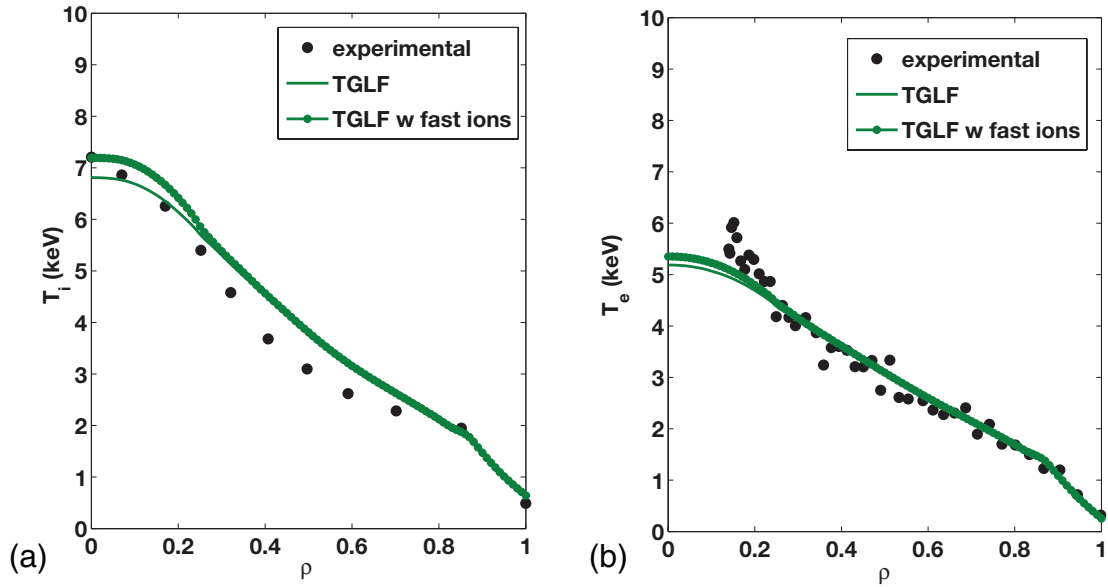 10
9
8
7
6
5
4
3
2
1
0
T_i (keV)
experimental
TGLF
TGLF w fast ions
0 0.2 0.4 0.6 0.8 1
ρ
(a)
10
9
8
7
6
5
4
3
2
1
0
T_e (keV)
experimental
TGLF
TGLF w fast ions
0 0.2 0.4 0.6 0.8 1
ρ
(b)